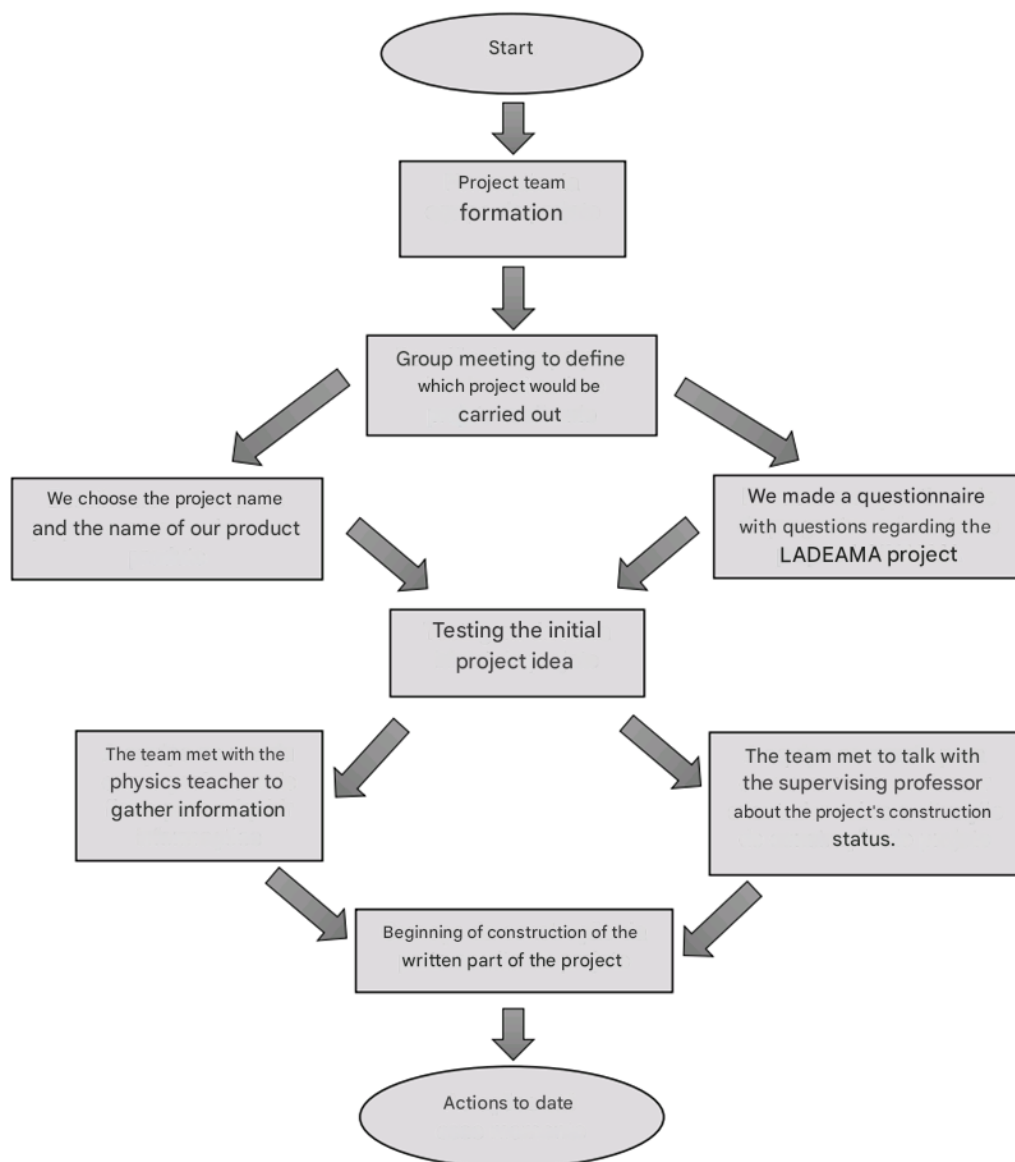 Start
Project team
formation
Group meeting to define
which project would be
carried out
We choose the project name
and the name of our product
We made a questionnaire
with questions regarding the
LADEAMA project
Testing the initial
project idea
The team met with the
physics teacher to
gather information
The team met to talk with
the supervising professor
about the project's construction
status.
Beginning of construction of the
written part of the project
Actions to date